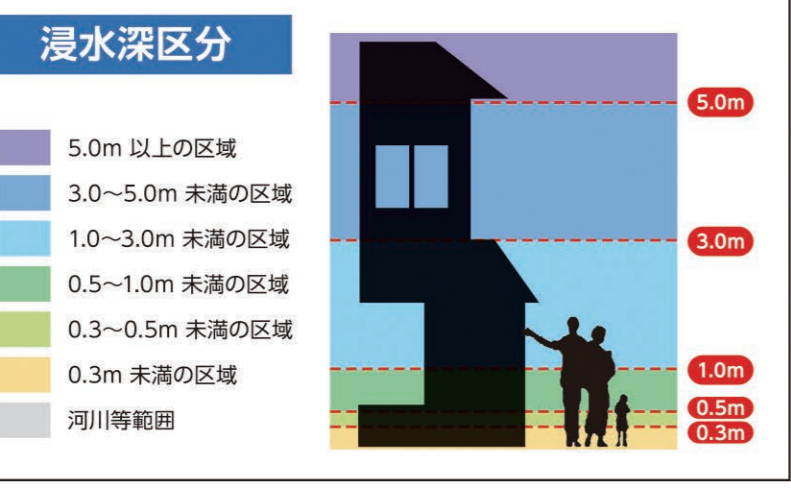 浸水深区分
5.0m 以上の区域
3.0～5.0m 未満の区域
1.0～3.0m 未満の区域
0.5～1.0m 未満の区域
0.3～0.5m 未満の区域
0.3m 未満の区域
河川等範囲
5.0m
3.0m
1.0m
0.5m
0.3m